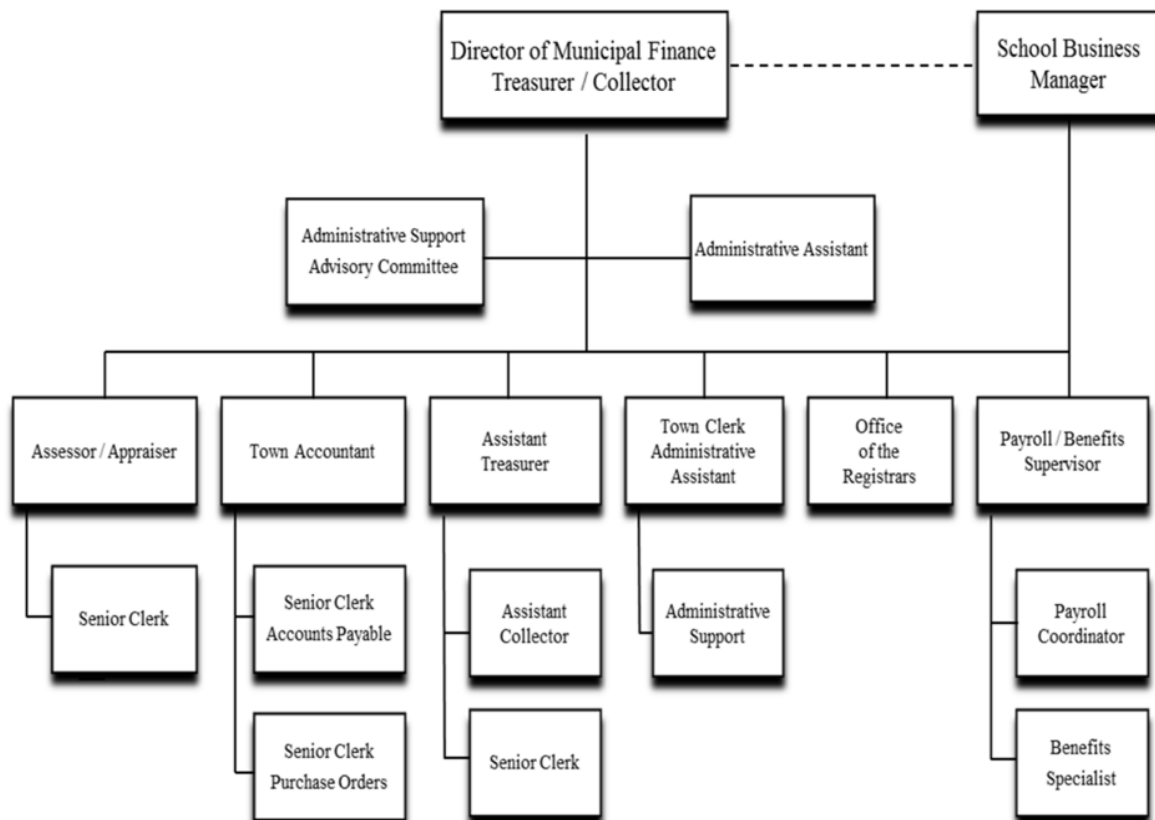 Director of Municipal Finance
Treasurer / Collector
School Business
Manager
Administrative Support
Advisory Committee
Administrative Assistant
Assessor / Appraiser
Town Accountant
Assistant
Treasurer
Town Clerk
Administrative
Assistant
Office
of the
Registrars
Payroll / Benefits
Supervisor
Senior Clerk
Senior Clerk
Accounts Payable
Assistant
Collector
Administrative
Support
Payroll
Coordinator
Senior Clerk
Purchase Orders
Senior Clerk
Benefits
Specialist